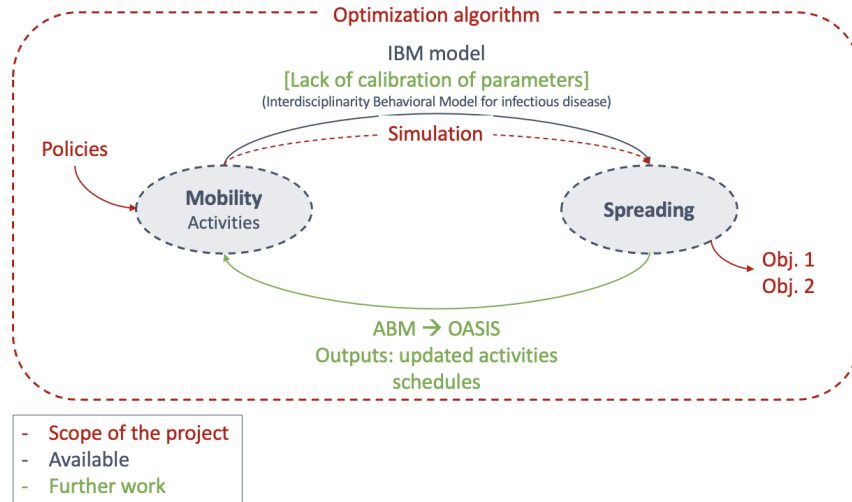 Optimization algorithm
IBM model
[Lack of calibration of parameters]
(Interdisciplinarity Behavioral Model for infectious disease)
Simulation
Policies
Mobility
Activities
Spreading
Obj. 1
Obj. 2
ABM → OASIS
Outputs: updated activities
schedules
- Scope of the project
- Available
- Further work